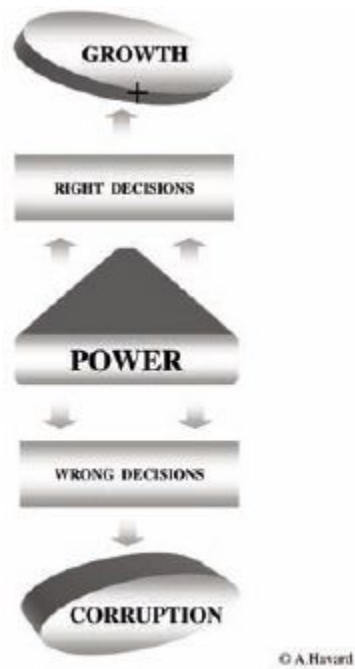 GROWTH
+
RIGHT DECISIONS
POWER
WRONG DECISIONS
CORRUPTION
© A.Havard